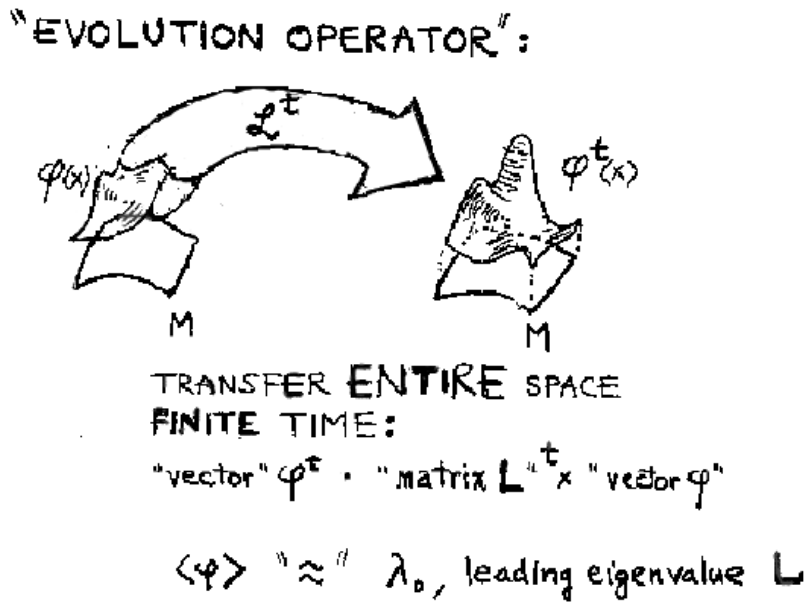 "EVOLUTION OPERATOR":
ℒᵗ
φ(x)
φᵗ(x)
M
M
TRANSFER ENTIRE SPACE
FINITE TIME:
"vector" φᵗ · "matrix L"ᵗ × "vector φ"
⟨φ⟩ "≈" λ₀, leading eigenvalue L